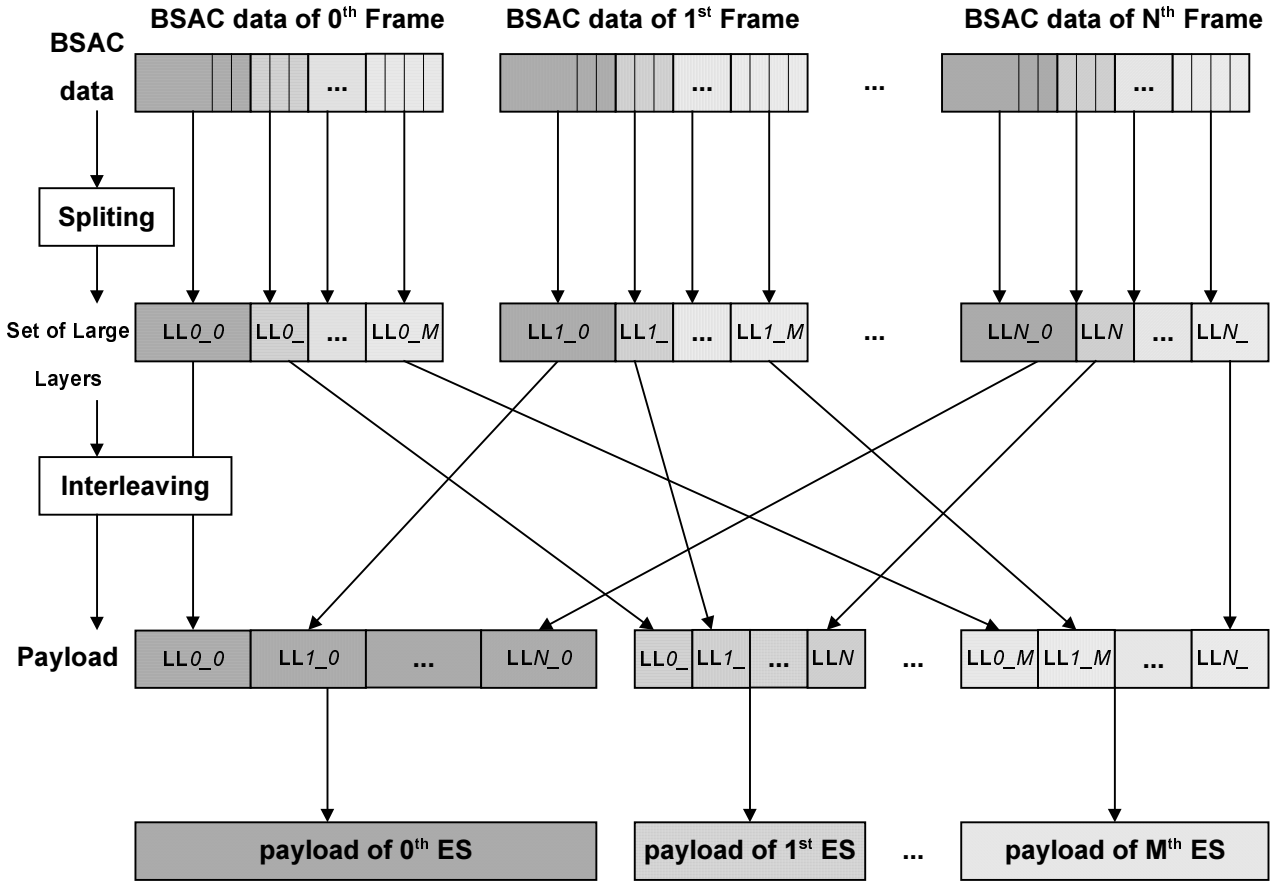 BSAC data of 0th Frame BSAC data of 1st Frame BSAC data of Nth Frame
BSAC
data
... ... ... ...
Spliting
Set of Large
LL0_0 LL0_ ... LL0_M LL1_0 LL1_ ... LL1_M ... LLN_0 LLN ... LLN_
Layers
Interleaving
Payload
LL0_0 LL1_0 ... LLN_0 LL0_ LL1_ ... LLN ... LL0_M LL1_M ... LLN_
payload of 0th ES payload of 1st ES ... payload of Mth ES